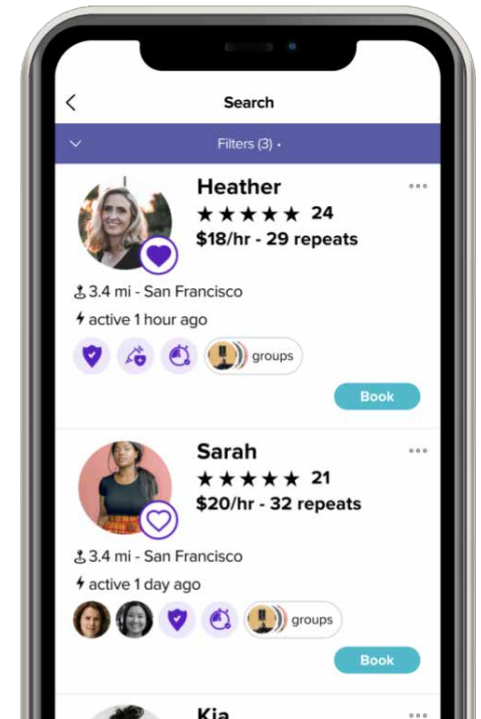 Search
Filters (3) •
Heather
24
$18/hr - 29 repeats
3.4 mi - San Francisco
active 1 hour ago
groups
Book
Sarah
21
$20/hr - 32 repeats
3.4 mi - San Francisco
active 1 day ago
groups
Book
Kia